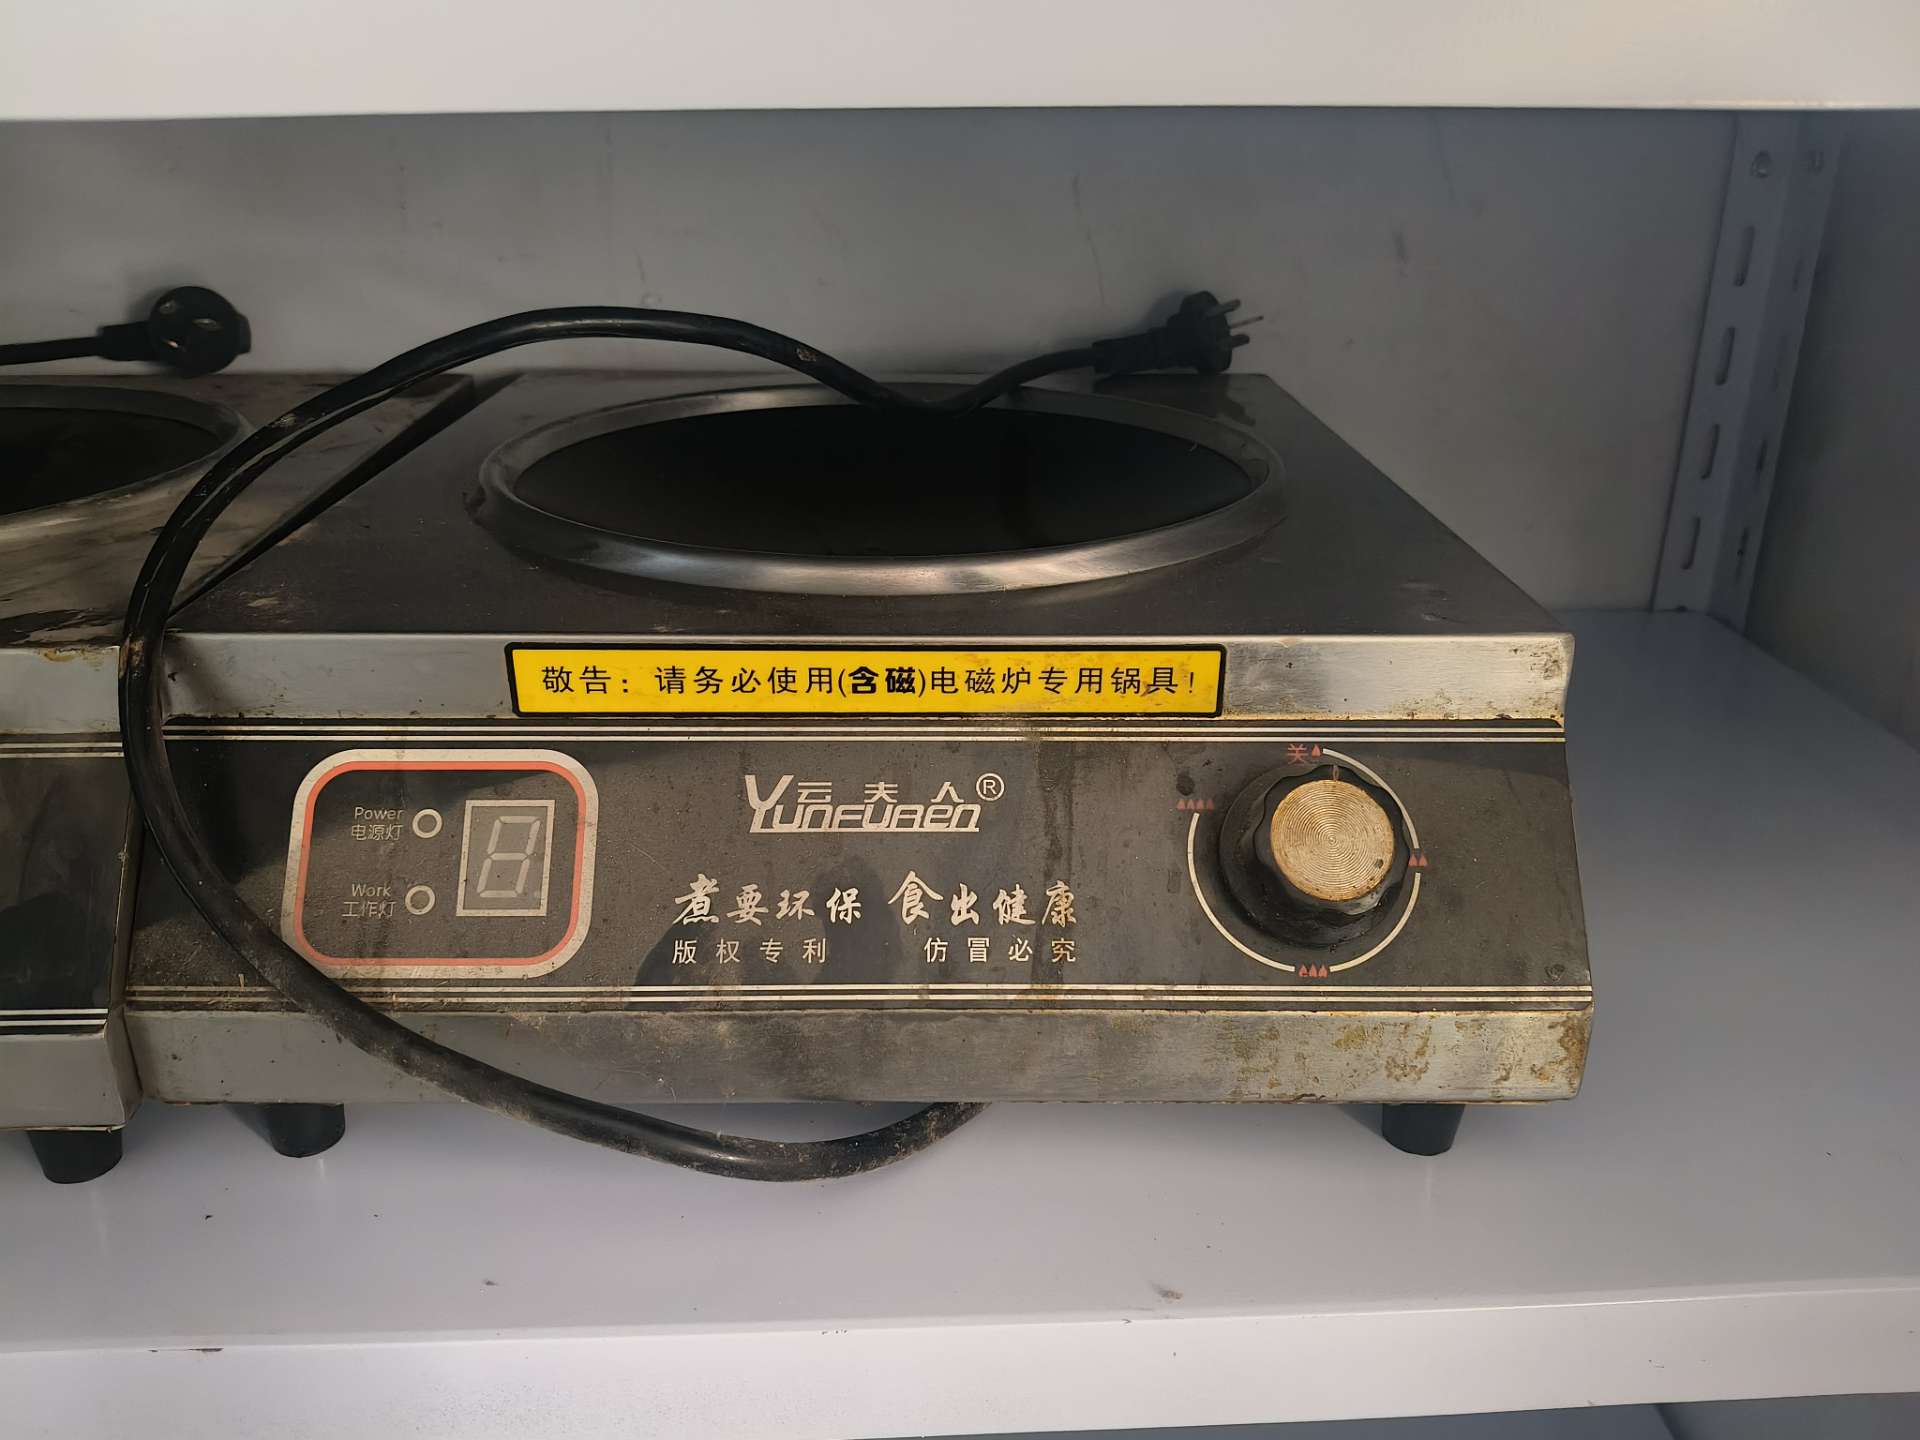 敬告：请务必使用(含磁)电磁炉专用锅具！
关
Power
电源灯
8
Work
工作灯
云夫人®
YUNFUREN
煮要环保 食出健康
版权专利 仿冒必究